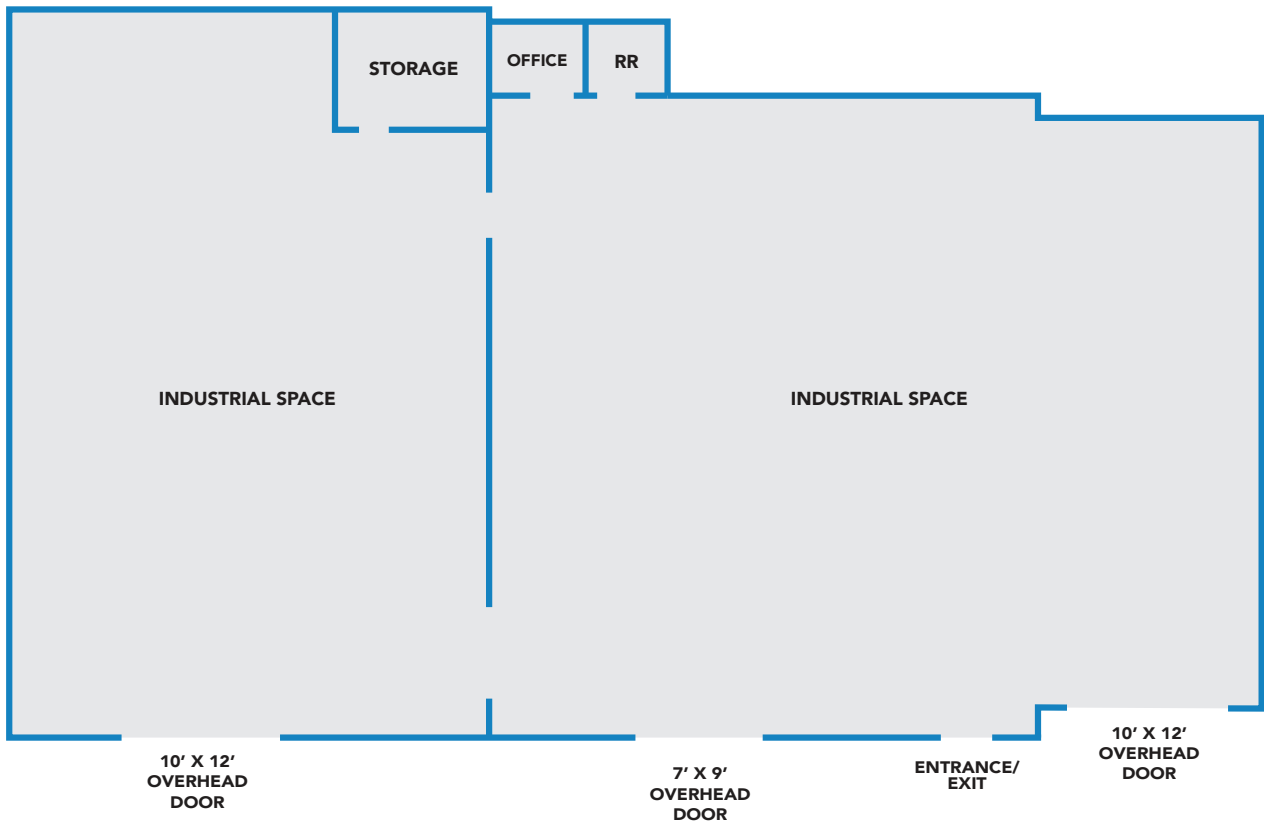 STORAGE
OFFICE
RR
INDUSTRIAL SPACE
INDUSTRIAL SPACE
10’ X 12’
OVERHEAD
DOOR
7’ X 9’
OVERHEAD
DOOR
ENTRANCE/
EXIT
10’ X 12’
OVERHEAD
DOOR